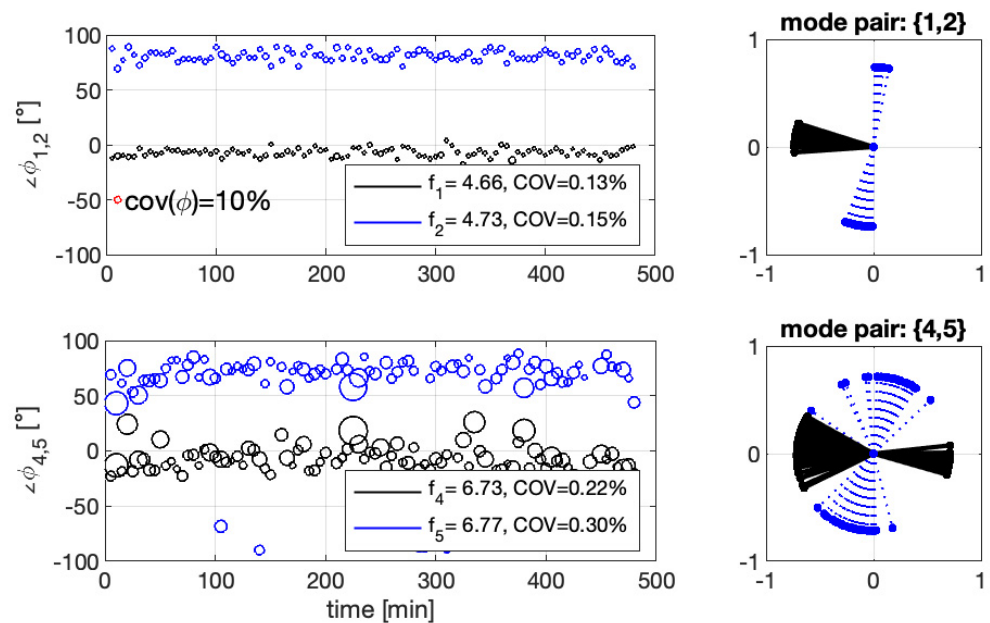 mode pair: {1,2}
100
50
0
-50
-100
∠ϕ1,2 [°]
cov(ϕ)=10%
f1= 4.66, COV=0.13%
f2= 4.73, COV=0.15%
0 100 200 300 400 500
1
0
-1
-1 0 1
mode pair: {4,5}
100
50
0
-50
-100
∠ϕ4,5 [°]
f4= 6.73, COV=0.22%
f5= 6.77, COV=0.30%
0 100 200 300 400 500
time [min]
1
0
-1
-1 0 1